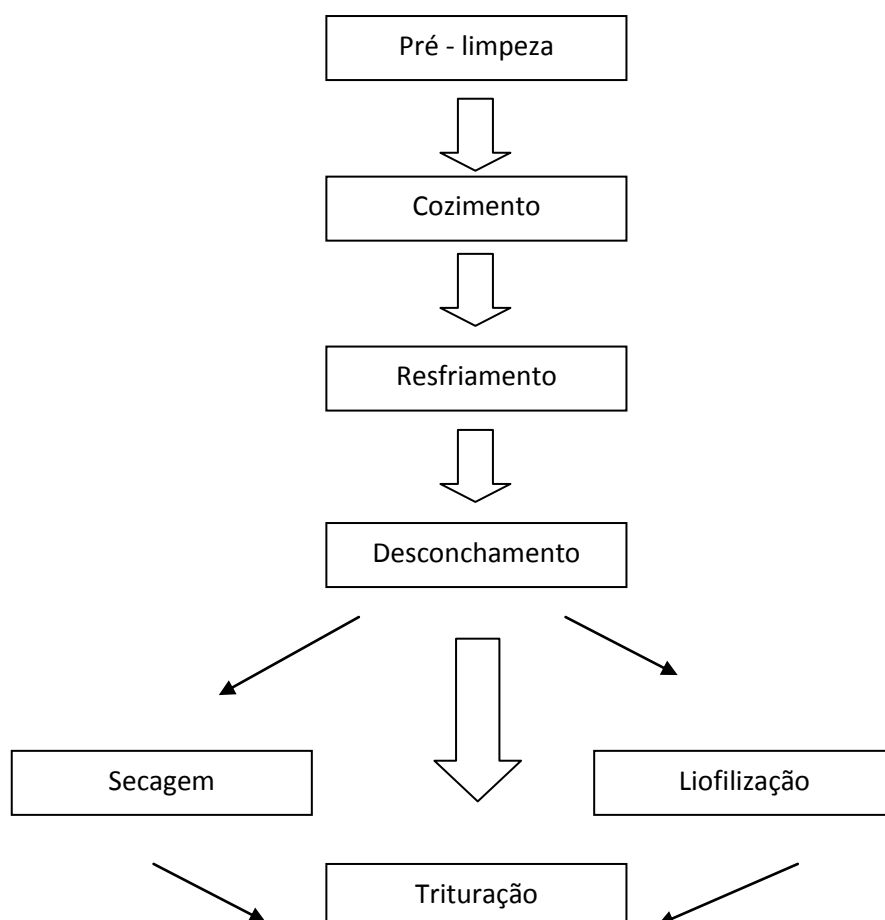 Pré - limpeza
Cozimento
Resfriamento
Desconchamento
Secagem
Liofilização
Trituração